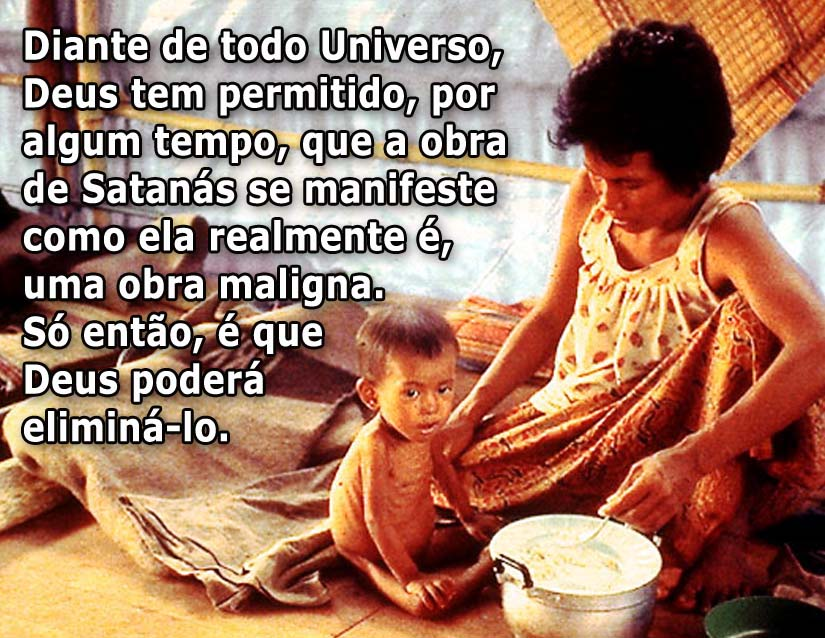 Diante de todo Universo,
Deus tem permitido, por
algum tempo, que a obra
de Satanás se manifeste
como ela realmente é,
uma obra maligna.
Só então, é que
Deus poderá
eliminá-lo.